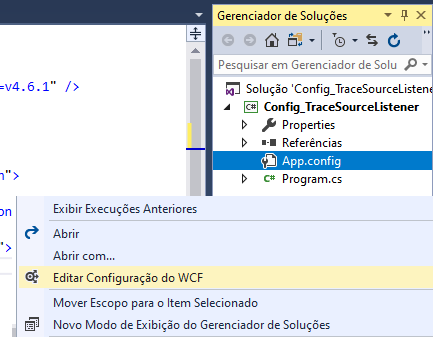 Gerenciador de Soluções
Pesquisar em Gerenciador de Solu
=v4.6.1" />
Solução 'Config_TraceSourceListene
C# Config_TraceSourceListener
Properties
Referências
App.config
C# Program.cs
n">
on
">
Exibir Execuções Anteriores
Abrir
Abrir com...
Editar Configuração do WCF
Mover Escopo para o Item Selecionado
Novo Modo de Exibição do Gerenciador de Soluções